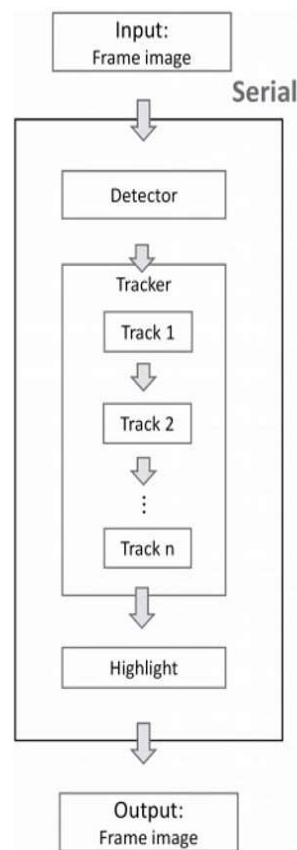 Input:
Frame image
Serial
Detector
Tracker
Track 1
Track 2
⋮
Track n
Highlight
Output:
Frame image